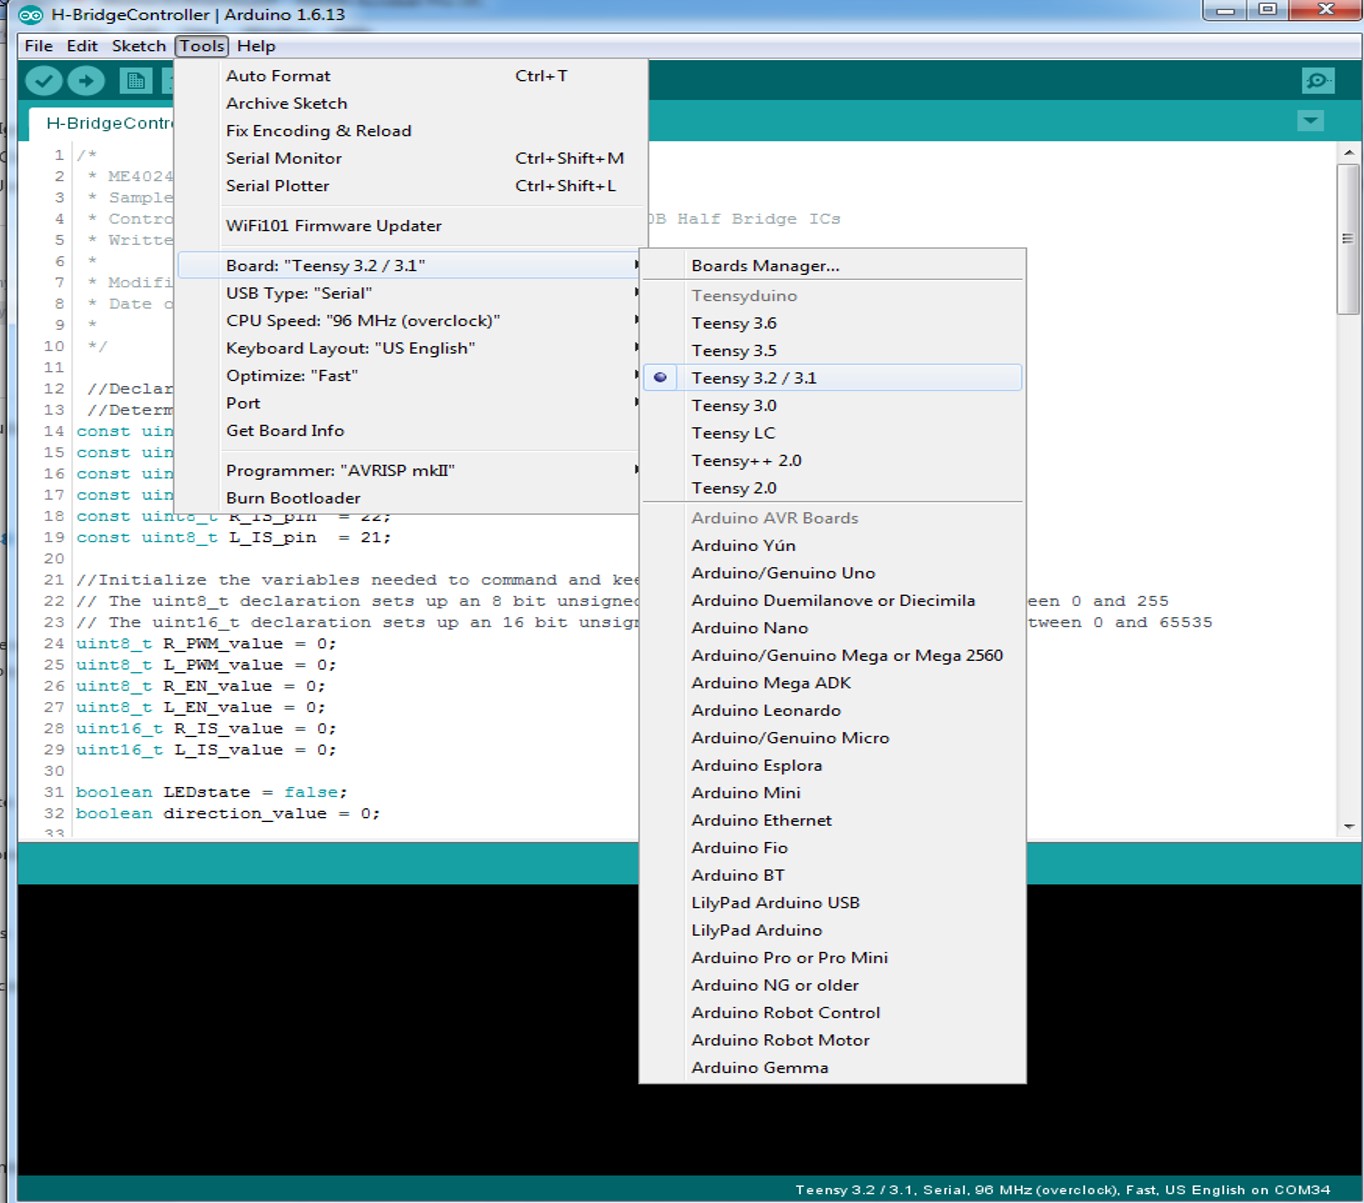 H-BridgeController | Arduino 1.6.13
File Edit Sketch Tools Help
H-BridgeContr
Auto Format Ctrl+T
Archive Sketch
Fix Encoding & Reload
Serial Monitor Ctrl+Shift+M
Serial Plotter Ctrl+Shift+L
WiFi101 Firmware Updater
Board: "Teensy 3.2 / 3.1"
USB Type: "Serial"
CPU Speed: "96 MHz (overclock)"
Keyboard Layout: "US English"
Optimize: "Fast"
Port
Get Board Info
Programmer: "AVRISP mkII"
Burn Bootloader
Boards Manager...
Teensyduino
Teensy 3.6
Teensy 3.5
Teensy 3.2 / 3.1
Teensy 3.0
Teensy LC
Teensy++ 2.0
Teensy 2.0
Arduino AVR Boards
Arduino Yún
Arduino/Genuino Uno
Arduino Duemilanove or Diecimila
Arduino Nano
Arduino/Genuino Mega or Mega 2560
Arduino Mega ADK
Arduino Leonardo
Arduino/Genuino Micro
Arduino Esplora
Arduino Mini
Arduino Ethernet
Arduino Fio
Arduino BT
LilyPad Arduino USB
LilyPad Arduino
Arduino Pro or Pro Mini
Arduino NG or older
Arduino Robot Control
Arduino Robot Motor
Arduino Gemma
1 /*
2 * ME4024
3 * Sample
4 * Contro 0B Half Bridge ICs
5 * Writte
6 *
7 * Modifi
8 * Date o
9 *
10 */
11
12 //Declar
13 //Determ
14 const uin
15 const uin
16 const uin
17 const uin
18 const uint8_t R_IS_pin = 22;
19 const uint8_t L_IS_pin = 21;
20
21 //Initialize the variables needed to command and kee
22 // The uint8_t declaration sets up an 8 bit unsigned een 0 and 255
23 // The uint16_t declaration sets up an 16 bit unsign tween 0 and 65535
24 uint8_t R_PWM_value = 0;
25 uint8_t L_PWM_value = 0;
26 uint8_t R_EN_value = 0;
27 uint8_t L_EN_value = 0;
28 uint16_t R_IS_value = 0;
29 uint16_t L_IS_value = 0;
30
31 boolean LEDstate = false;
32 boolean direction_value = 0;
33
Teensy 3.2 / 3.1, Serial, 96 MHz (overclock), Fast, US English on COM34